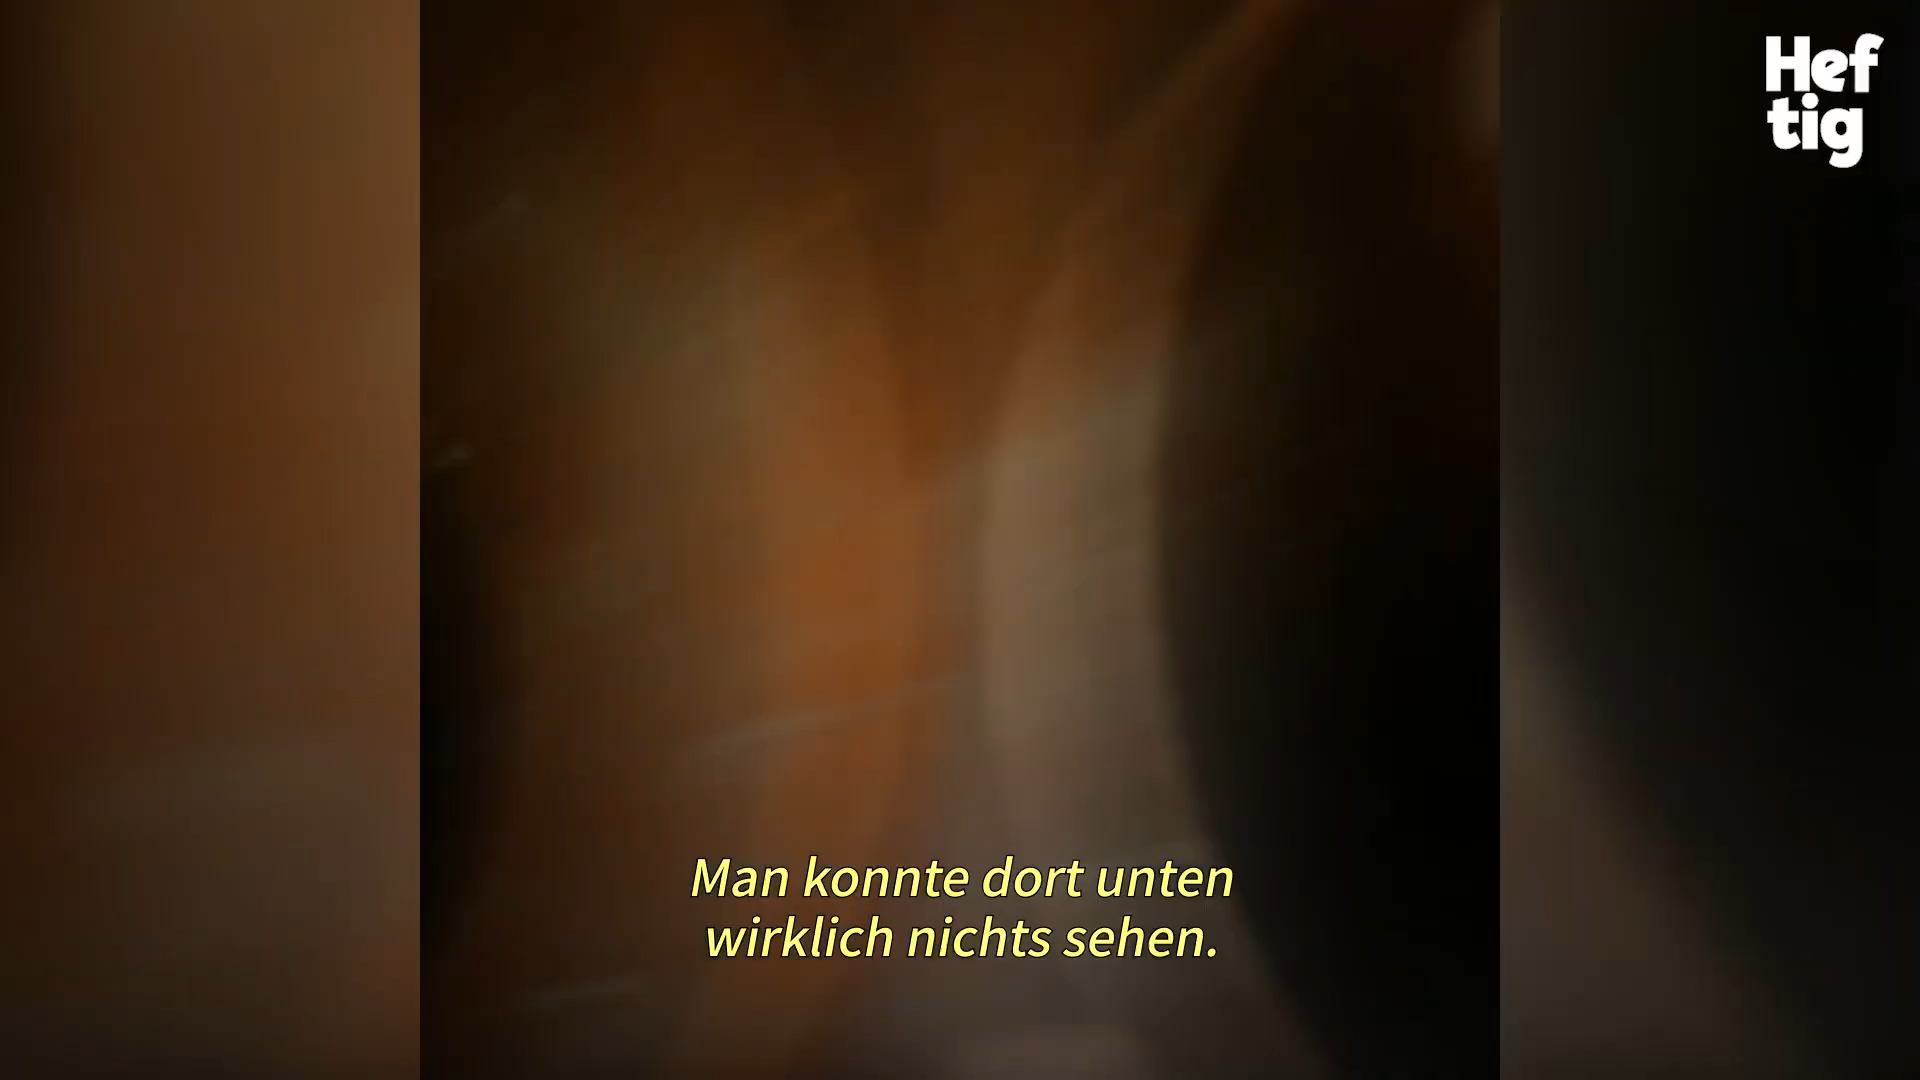 Hef
tig
Man konnte dort unten
wirklich nichts sehen.